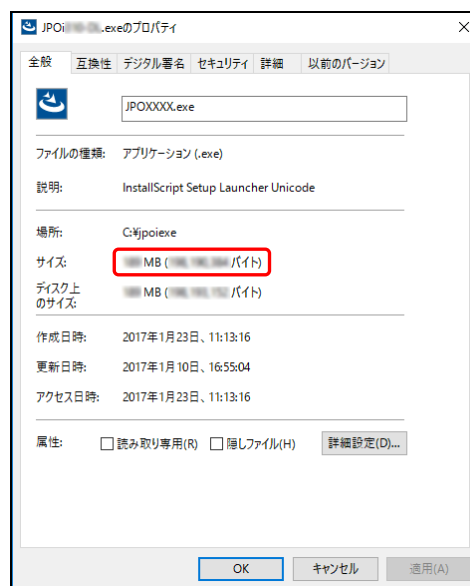 JPOi .exeのプロパティ
全般 互換性 デジタル署名 セキュリティ 詳細 以前のバージョン
JPOXXXX.exe
ファイルの種類: アプリケーション (.exe)
説明: InstallScript Setup Launcher Unicode
場所: C:¥jpoiexe
サイズ: MB ( バイト)
ディスク上
のサイズ: MB ( バイト)
作成日時: 2017年1月23日、11:13:16
更新日時: 2017年1月10日、16:55:04
アクセス日時: 2017年1月23日、11:13:16
属性: 読み取り専用(R) 隠しファイル(H) 詳細設定(D)...
OK キャンセル 適用(A)